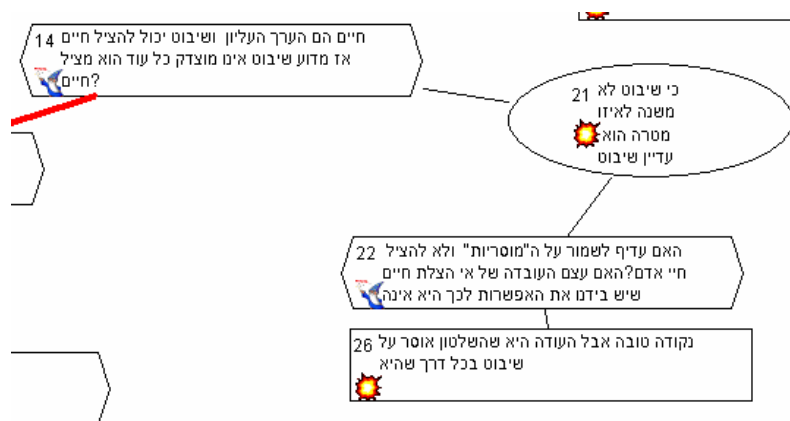 14 חיים הם הערך העליון ושיבוט יכול להציל חיים
אז מדוע שיבוט אינו מוצדק כל עוד הוא מציל
חיים?
21 כי שיבוט לא
משנה לאיזו
מטרה הוא
עדיין שיבוט
22 האם עדיף לשמור על ה"מוסריות" ולא להציל
חיי אדם?האם עצם העובדה של אי הצלת חיים
שיש בידנו את האפשרות לכך היא אינה
26 נקודה טובה אבל העודה היא שהשלטון אוסר על
שיבוט בכל דרך שהיא